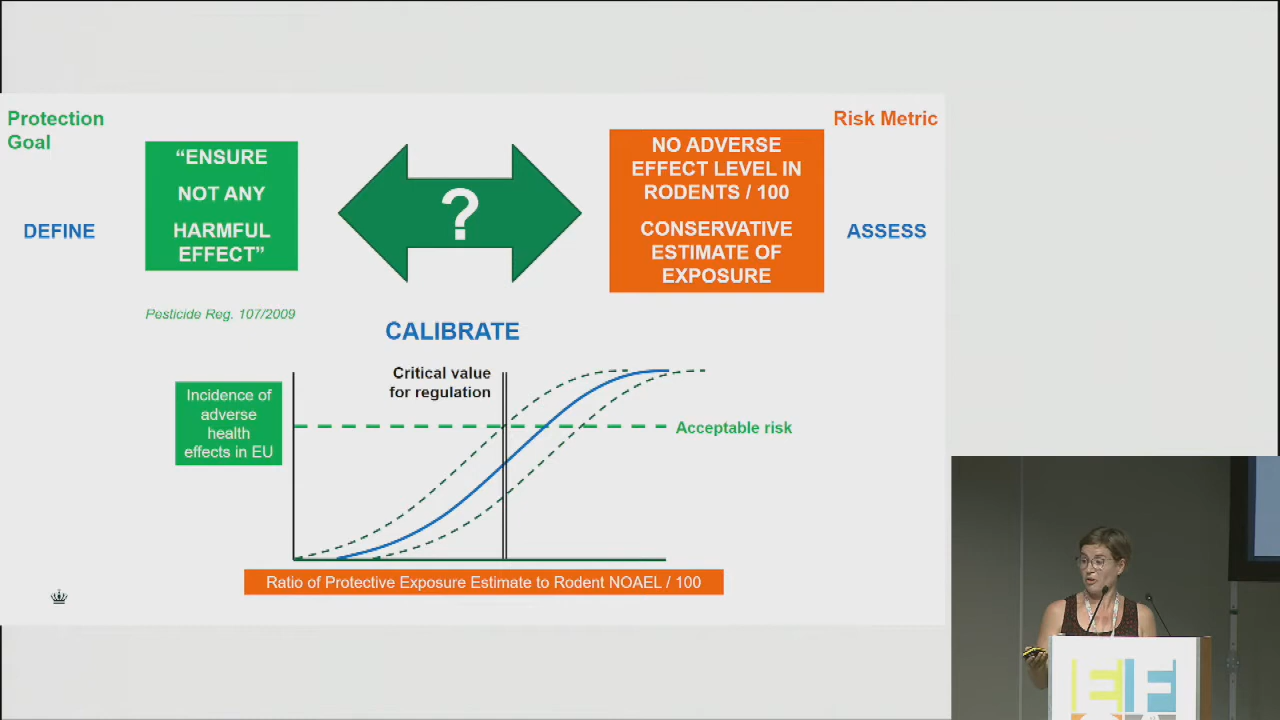 Protection
Goal
Risk Metric
"ENSURE
NOT ANY
HARMFUL
EFFECT"
?
NO ADVERSE
EFFECT LEVEL IN
RODENTS / 100
CONSERVATIVE
ESTIMATE OF
EXPOSURE
DEFINE
ASSESS
Pesticide Reg. 107/2009
CALIBRATE
Critical value
for regulation
Incidence of
adverse
health
effects in EU
Acceptable risk
Ratio of Protective Exposure Estimate to Rodent NOAEL / 100